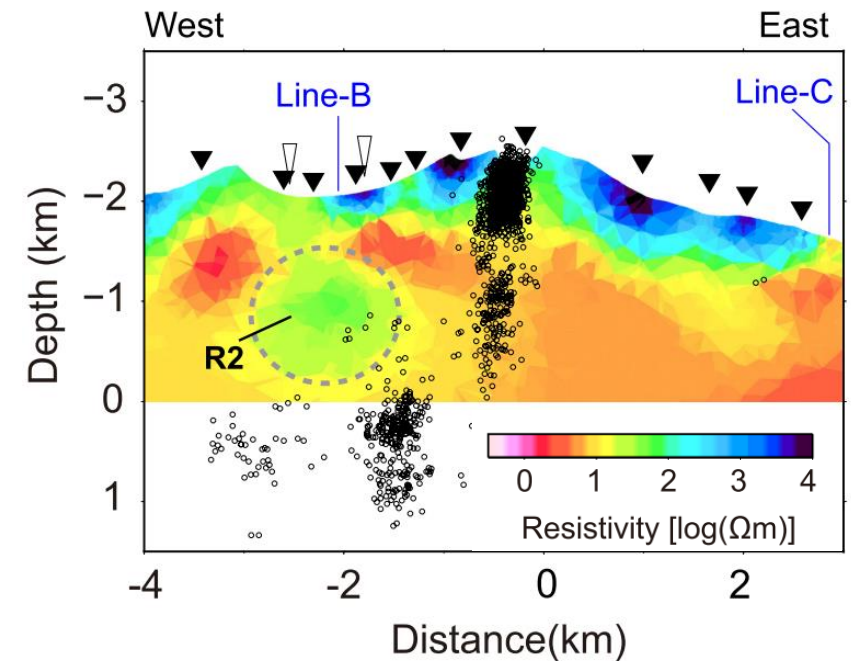 West
East
Line-B
Line-C
−3
−2
−1
0
1
Depth (km)
R2
0
1
2
3
4
Resistivity [log(Ωm)]
-4
-2
0
2
Distance(km)